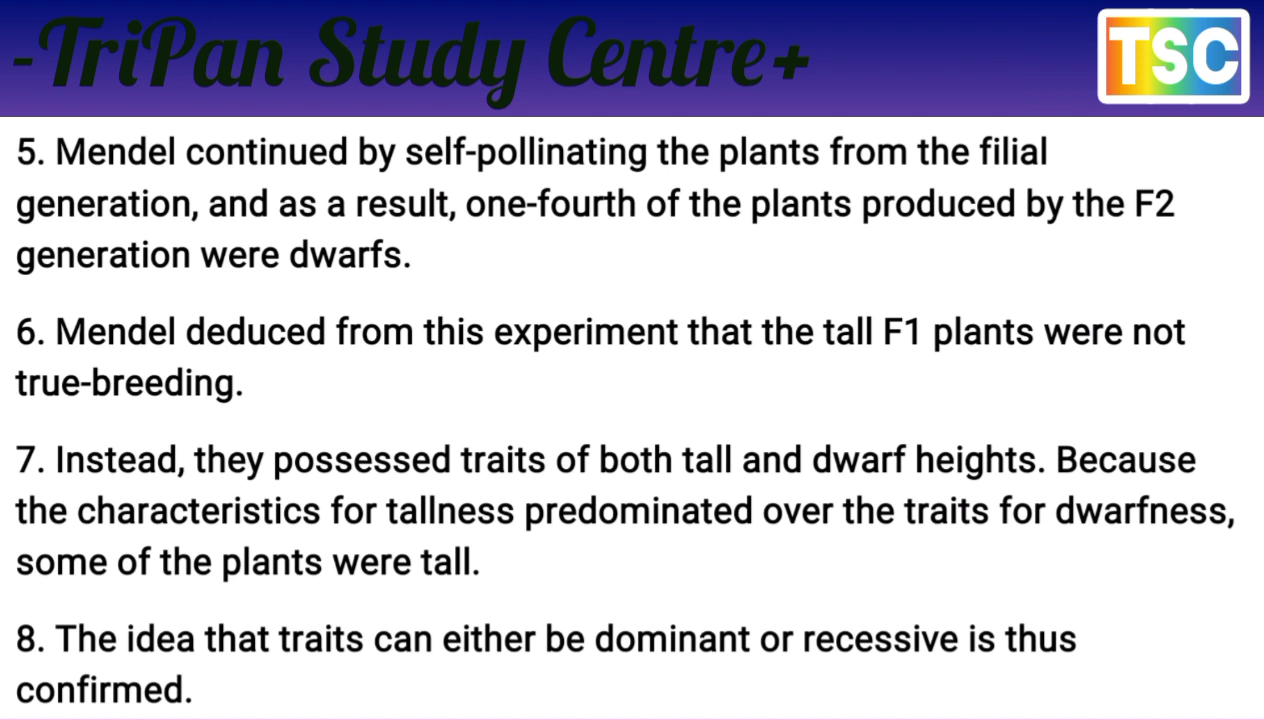 -TriPan Study Centre+
TSC
5. Mendel continued by self-pollinating the plants from the filial
generation, and as a result, one-fourth of the plants produced by the F2
generation were dwarfs.
6. Mendel deduced from this experiment that the tall F1 plants were not
true-breeding.
7. Instead, they possessed traits of both tall and dwarf heights. Because
the characteristics for tallness predominated over the traits for dwarfness,
some of the plants were tall.
8. The idea that traits can either be dominant or recessive is thus
confirmed.